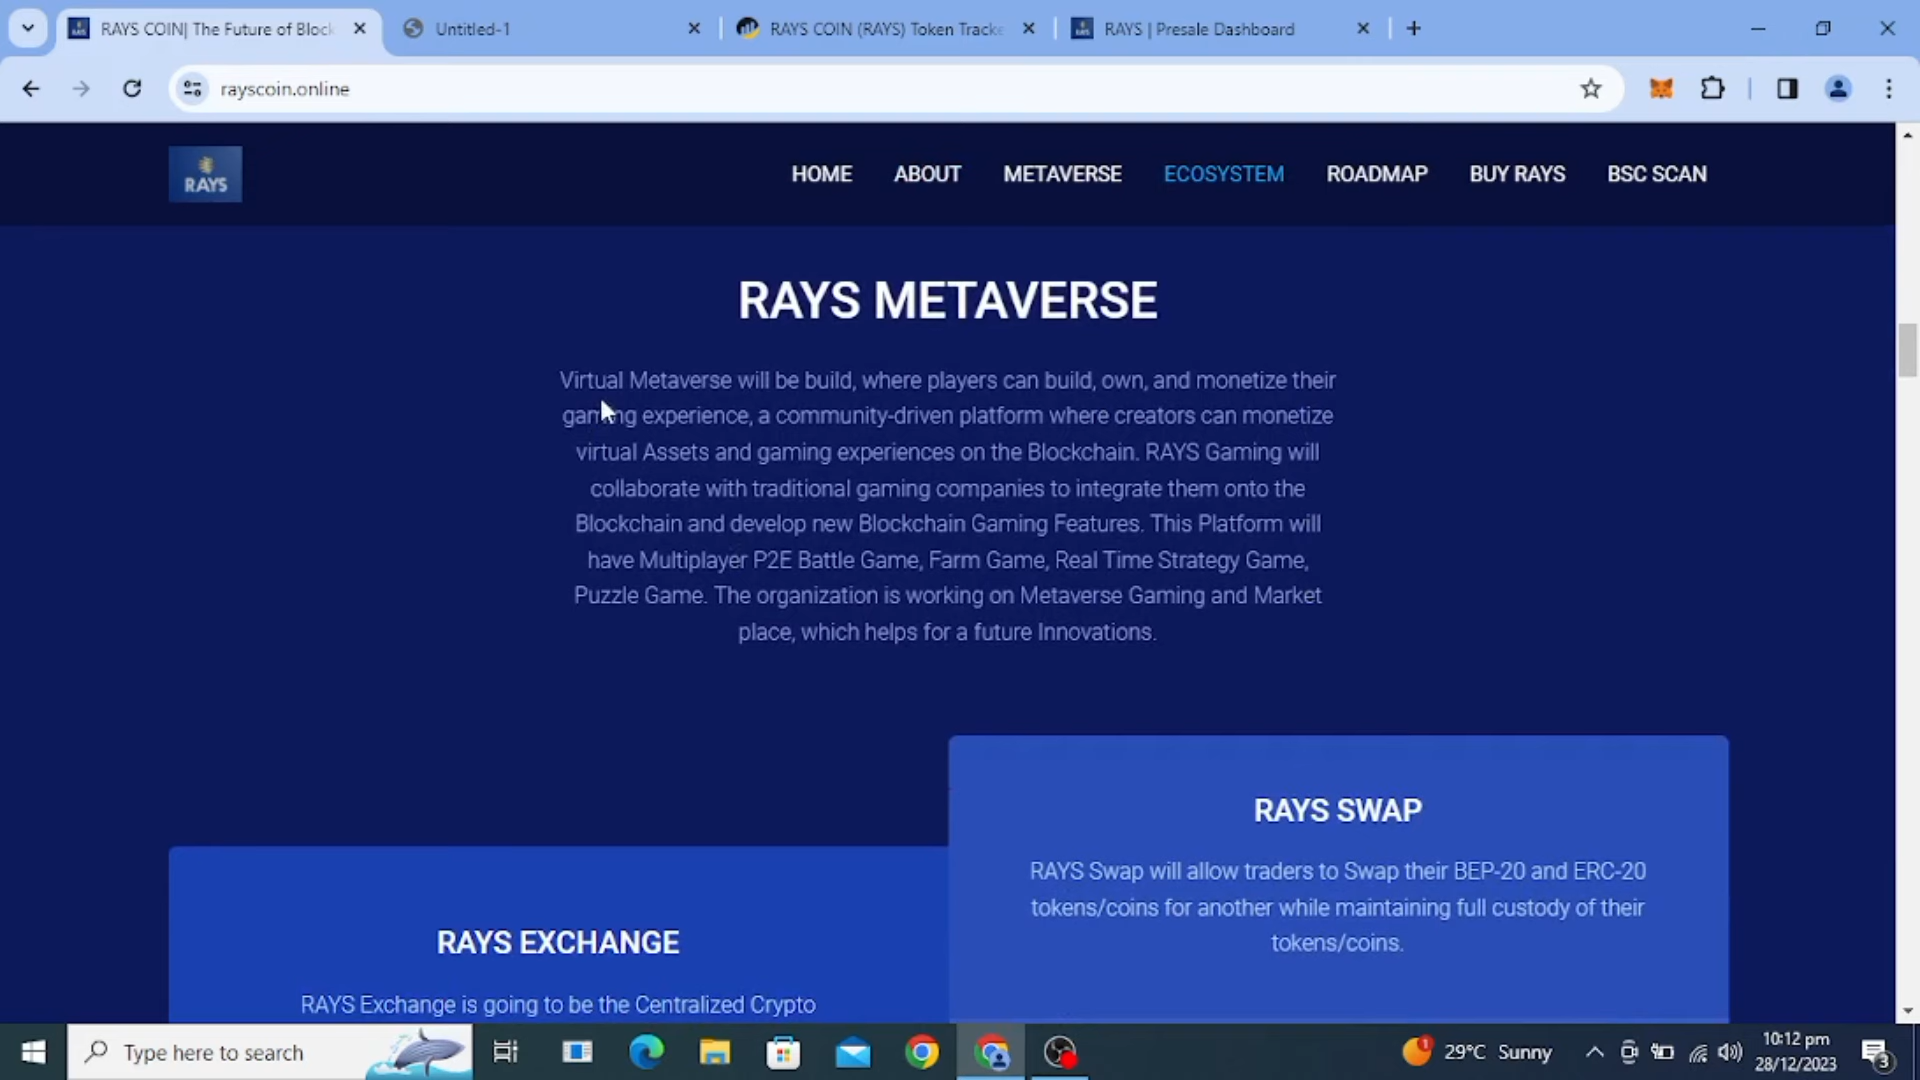 RAYS COIN| The Future of Block
Untitled-1
RAYS COIN (RAYS) Token Tracke
RAYS | Presale Dashboard
rayscoin.online
RAYS
HOME
ABOUT
METAVERSE
ECOSYSTEM
ROADMAP
BUY RAYS
BSC SCAN
RAYS METAVERSE
Virtual Metaverse will be build, where players can build, own, and monetize their
gaming experience, a community-driven platform where creators can monetize
virtual Assets and gaming experiences on the Blockchain. RAYS Gaming will
collaborate with traditional gaming companies to integrate them onto the
Blockchain and develop new Blockchain Gaming Features. This Platform will
have Multiplayer P2E Battle Game, Farm Game, Real Time Strategy Game,
Puzzle Game. The organization is working on Metaverse Gaming and Market
place, which helps for a future Innovations.
RAYS SWAP
RAYS Swap will allow traders to Swap their BEP-20 and ERC-20
tokens/coins for another while maintaining full custody of their
tokens/coins.
RAYS EXCHANGE
RAYS Exchange is going to be the Centralized Crypto
Type here to search
1
29°C Sunny
10:12 pm
28/12/2023
3